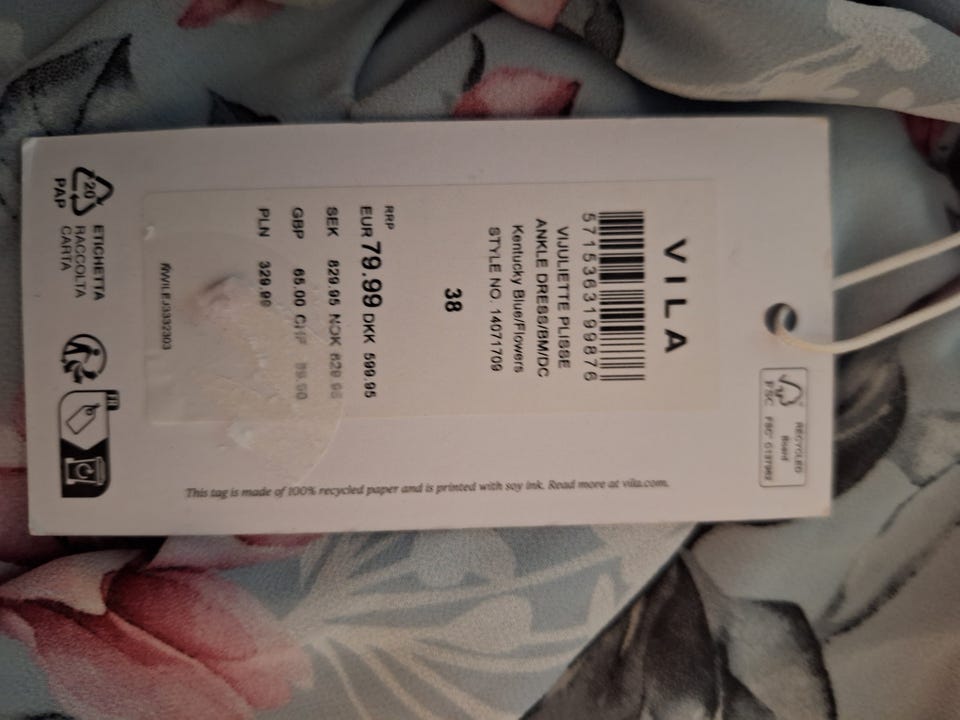 VILA
5715363199876
VIJULIETTE PLISSE
ANKLE DRESS/BM/DC
Kentucky Blue/Flowers
STYLE NO. 14071709
38
RRP
EUR 79.99 DKK 599.95
SEK 829.95 NOK 829.95
GBP 65.00 CHF
PLN 329.99
RWILEJ3332303
ETICHETTA
RACCOLTA
CARTA
20
PAP
FR
RECYCLED
Board
FSC
This tag is made of 100% recycled paper and is printed with soy ink. Read more at vila.com.